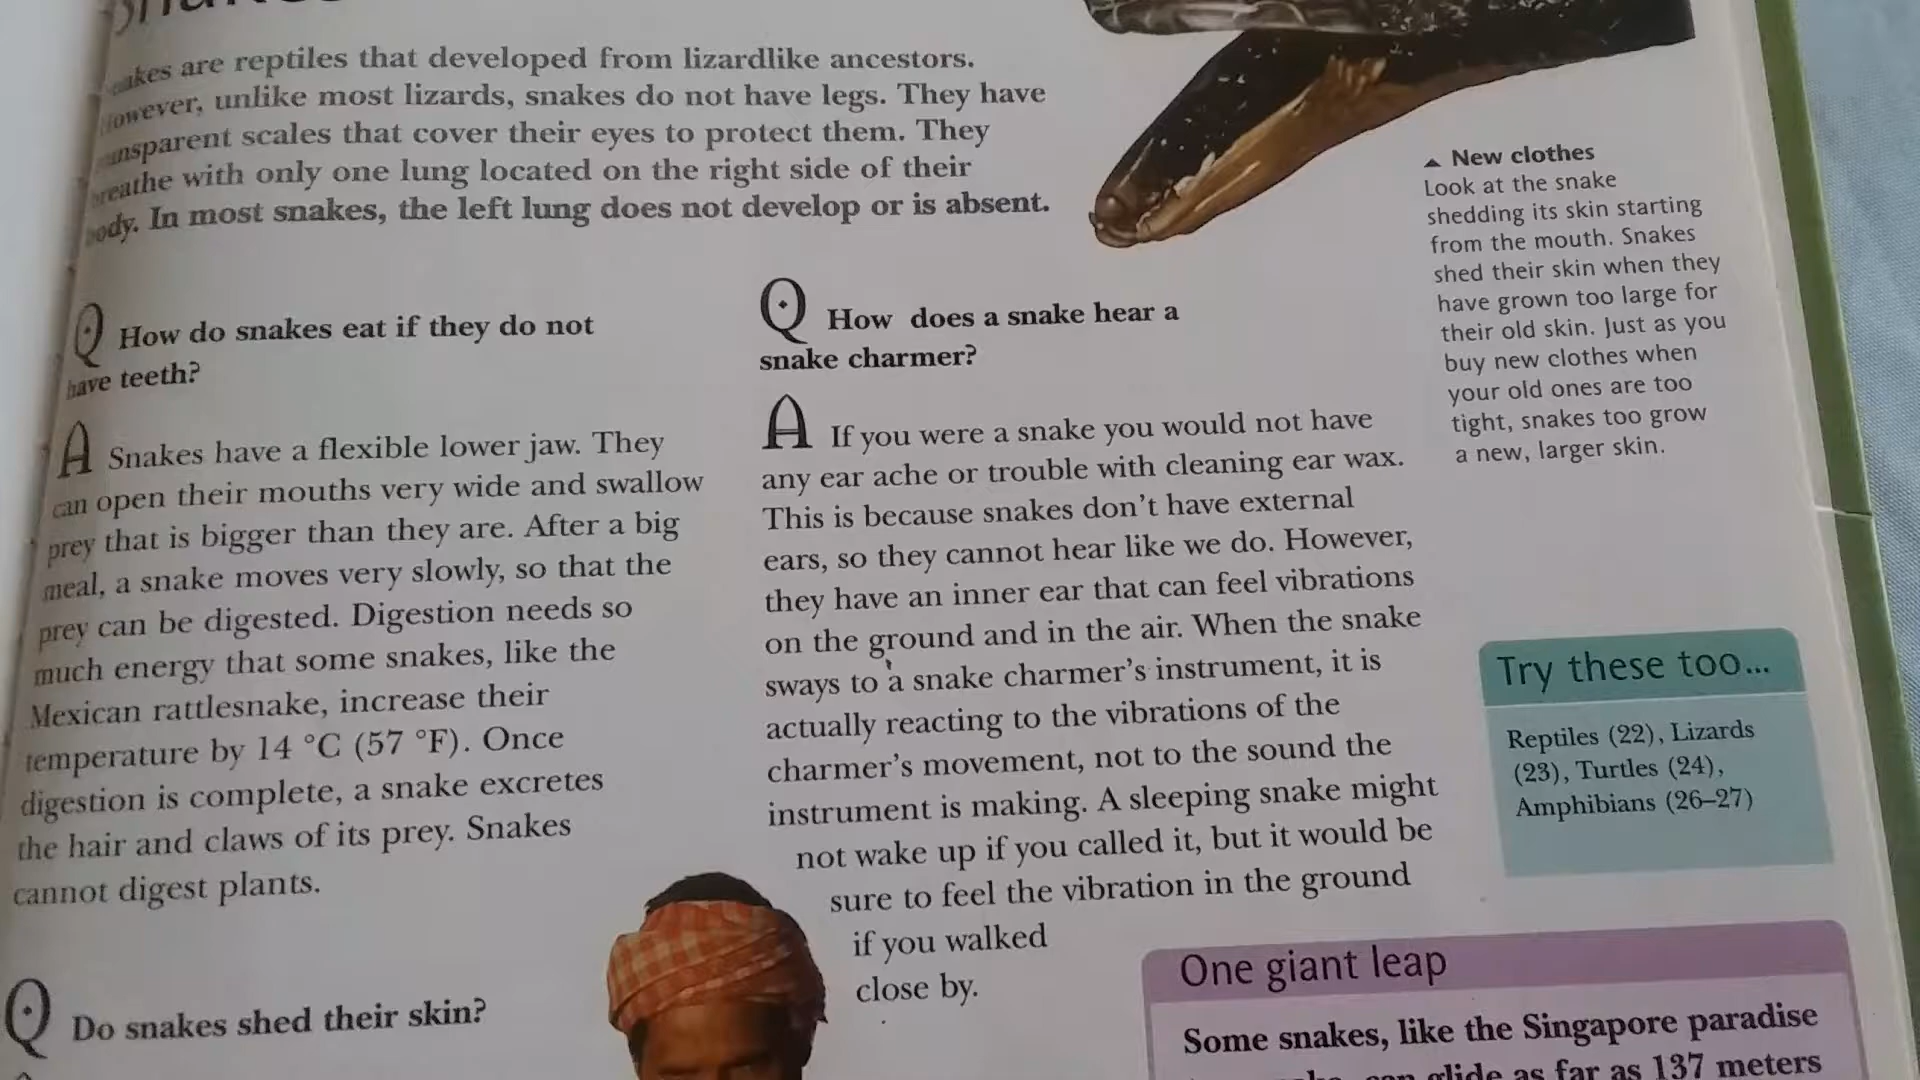 are reptiles that developed from lizardlike ancestors.
However, unlike most lizards, snakes do not have legs. They have
transparent scales that cover their eyes to protect them. They
breathe with only one lung located on the right side of their
body. In most snakes, the left lung does not develop or is absent.
Q How do snakes eat if they do not
have teeth?
A Snakes have a flexible lower jaw. They
can open their mouths very wide and swallow
prey that is bigger than they are. After a big
meal, a snake moves very slowly, so that the
prey can be digested. Digestion needs so
much energy that some snakes, like the
Mexican rattlesnake, increase their
temperature by 14 °C (57 °F). Once
digestion is complete, a snake excretes
the hair and claws of its prey. Snakes
cannot digest plants.
Q Do snakes shed their skin?
Q How does a snake hear a
snake charmer?
A If you were a snake you would not have
any ear ache or trouble with cleaning ear wax.
This is because snakes don't have external
ears, so they cannot hear like we do. However,
they have an inner ear that can feel vibrations
on the ground and in the air. When the snake
sways to a snake charmer's instrument, it is
actually reacting to the vibrations of the
charmer's movement, not to the sound the
instrument is making. A sleeping snake might
not wake up if you called it, but it would be
sure to feel the vibration in the ground
if you walked
close by.
▲ New clothes
Look at the snake
shedding its skin starting
from the mouth. Snakes
shed their skin when they
have grown too large for
their old skin. Just as you
buy new clothes when
your old ones are too
tight, snakes too grow
a new, larger skin.
Try these too...
Reptiles (22), Lizards
(23), Turtles (24),
Amphibians (26–27)
One giant leap
Some snakes, like the Singapore paradise
can glide as far as 137 meters